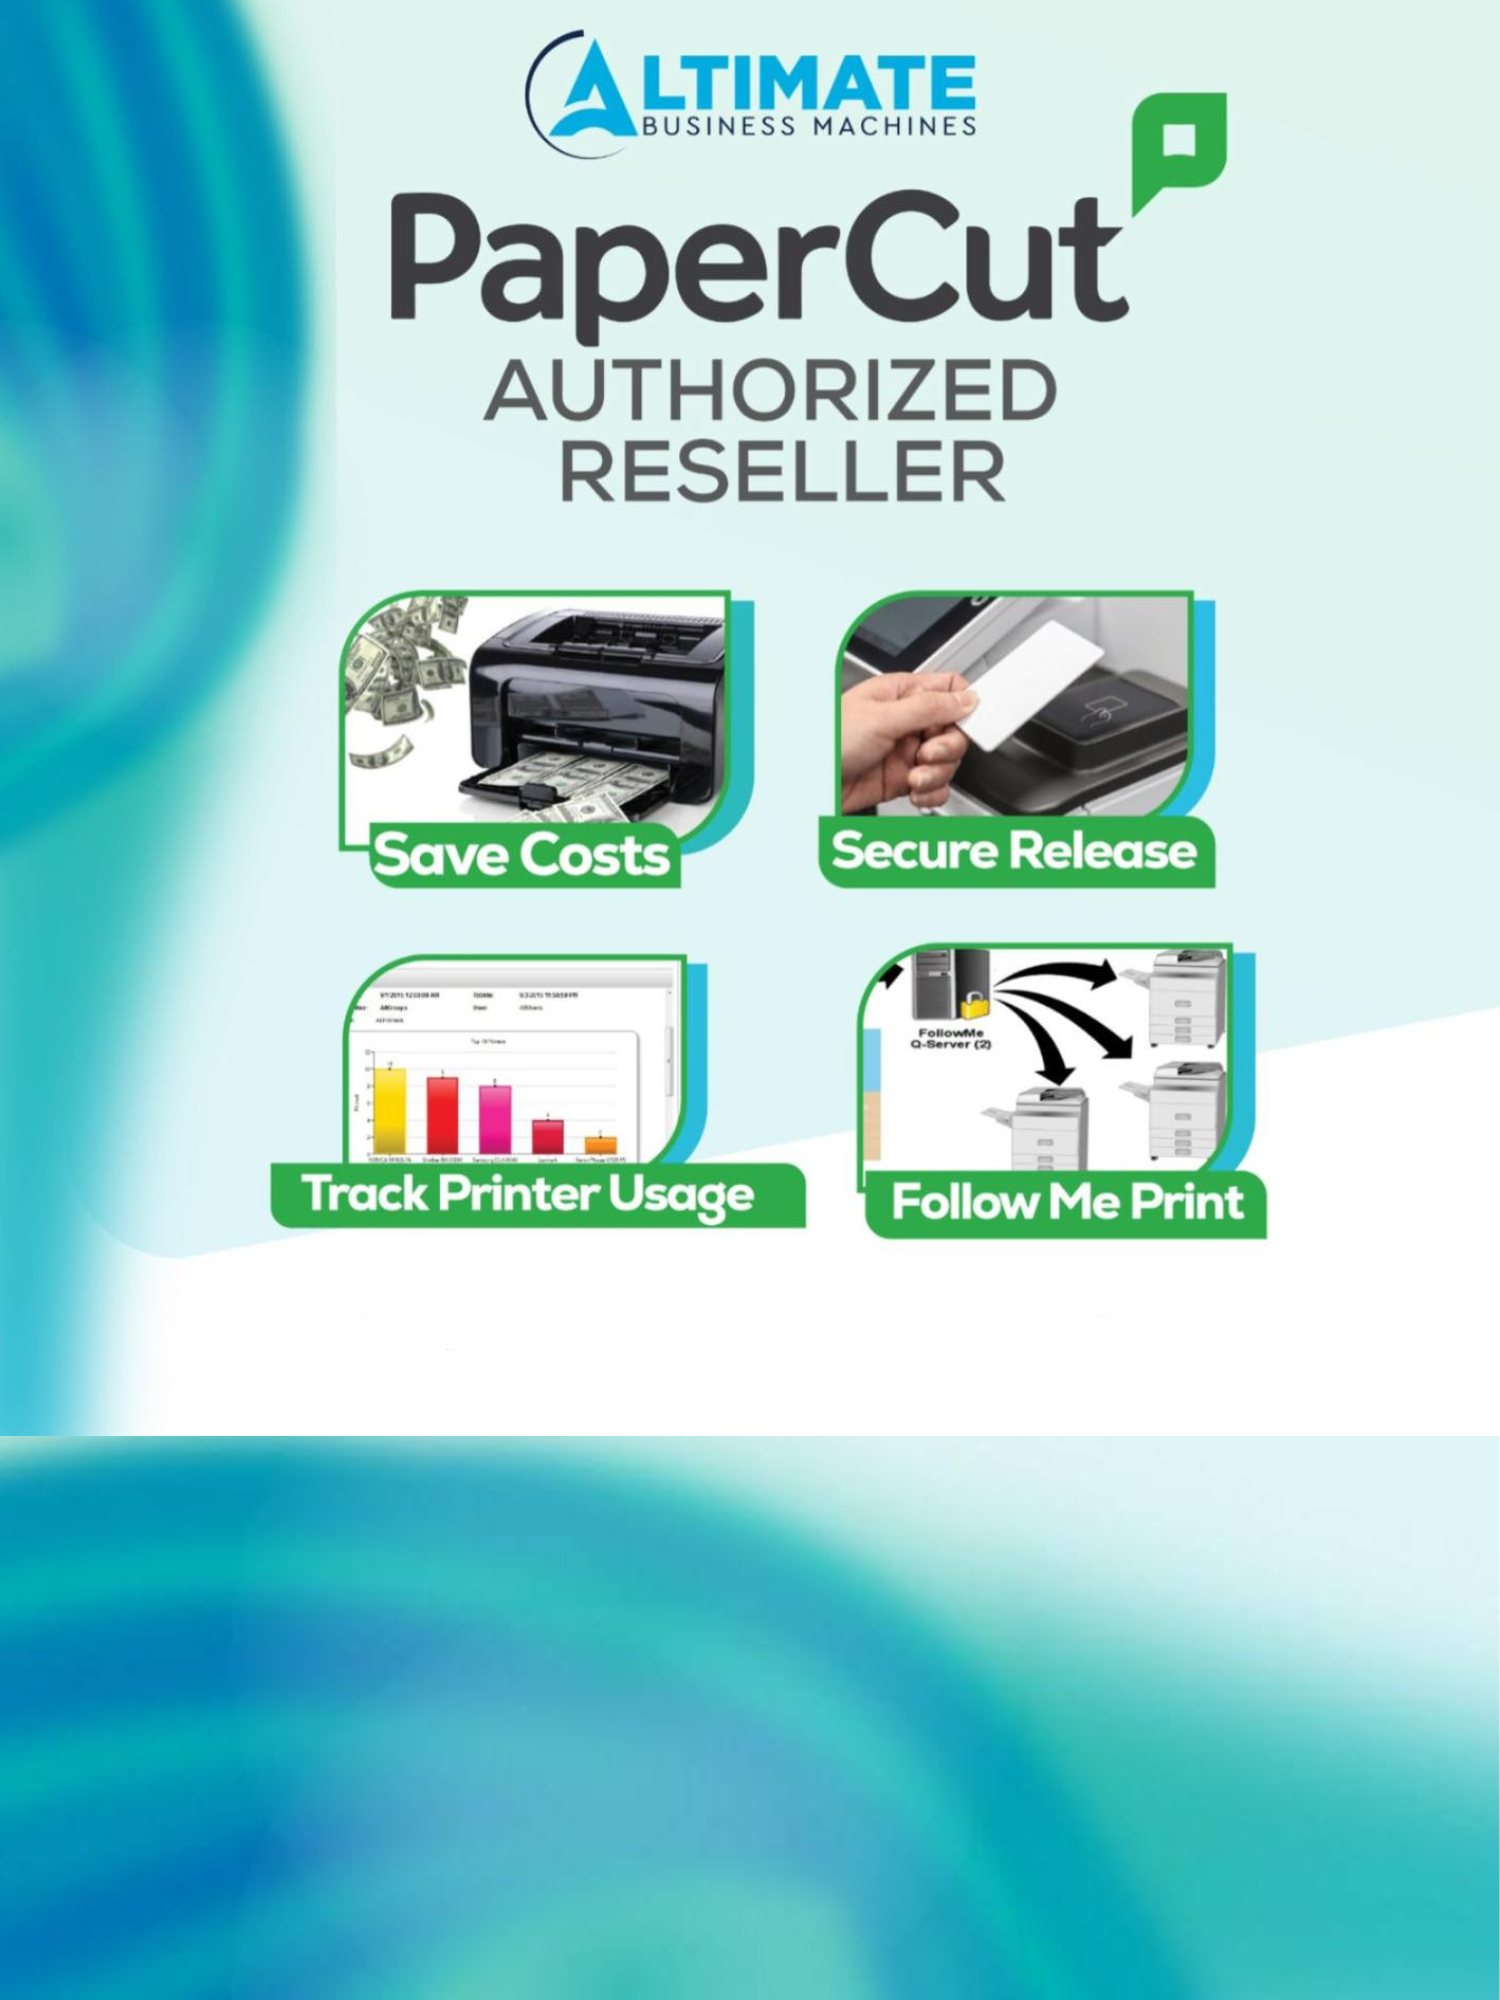 ALTIMATE
BUSINESS MACHINES
PaperCut
AUTHORIZED
RESELLER
Save Costs
Secure Release
FollowMe
Q-Server (2)
Track Printer Usage
Follow Me Print